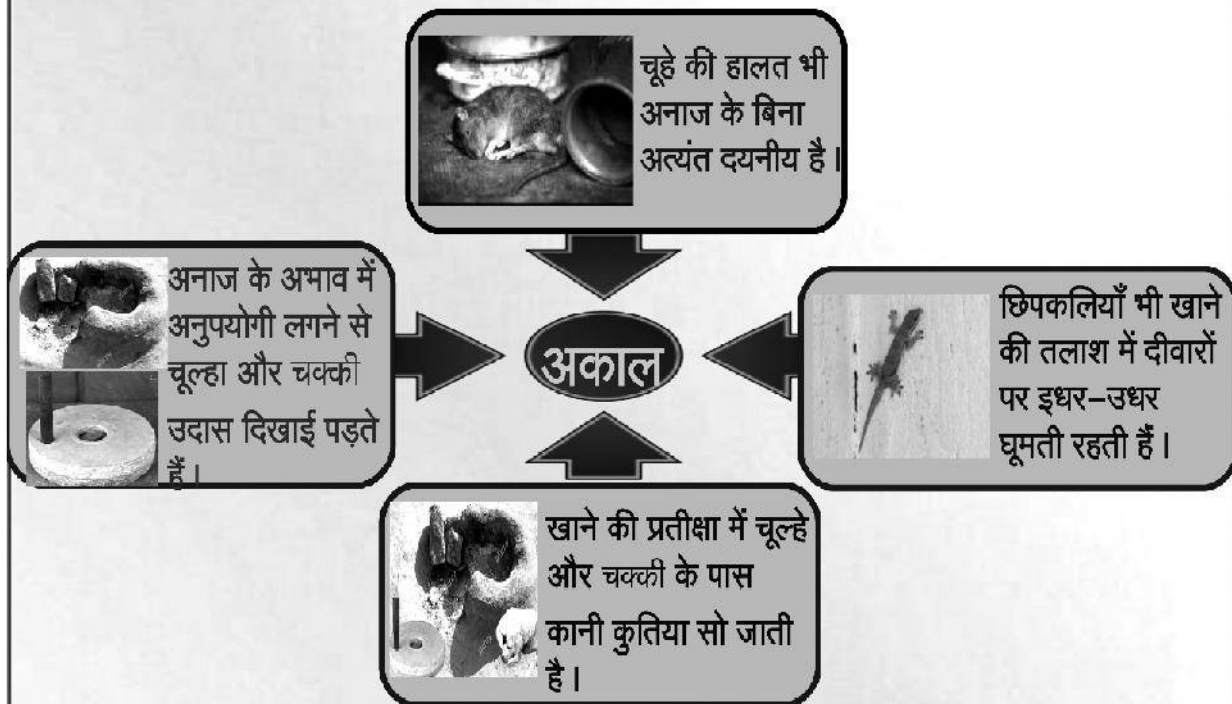 चूहे की हालत भी
अनाज के बिना
अत्यंत दयनीय है।
अनाज के अभाव में
अनुपयोगी लगने से
चूल्हा और चक्की
उदास दिखाई पड़ते
हैं।
अकाल
छिपकलियाँ भी खाने
की तलाश में दीवारों
पर इधर–उधर
घूमती रहती हैं।
खाने की प्रतीक्षा में चूल्हे
और चक्की के पास
कानी कुतिया सो जाती
है।